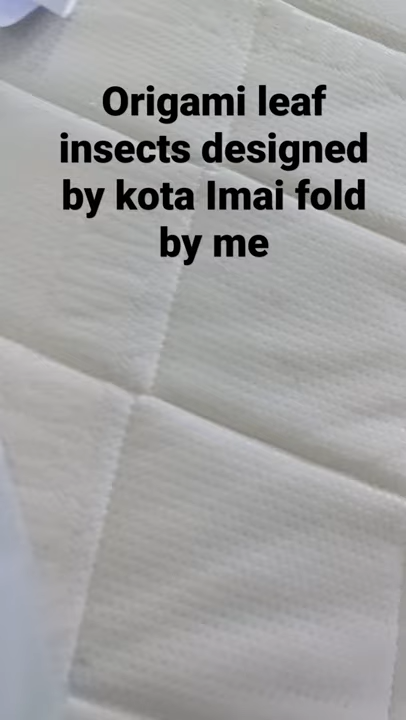 Origami leaf
insects designed
by kota Imai fold
by me